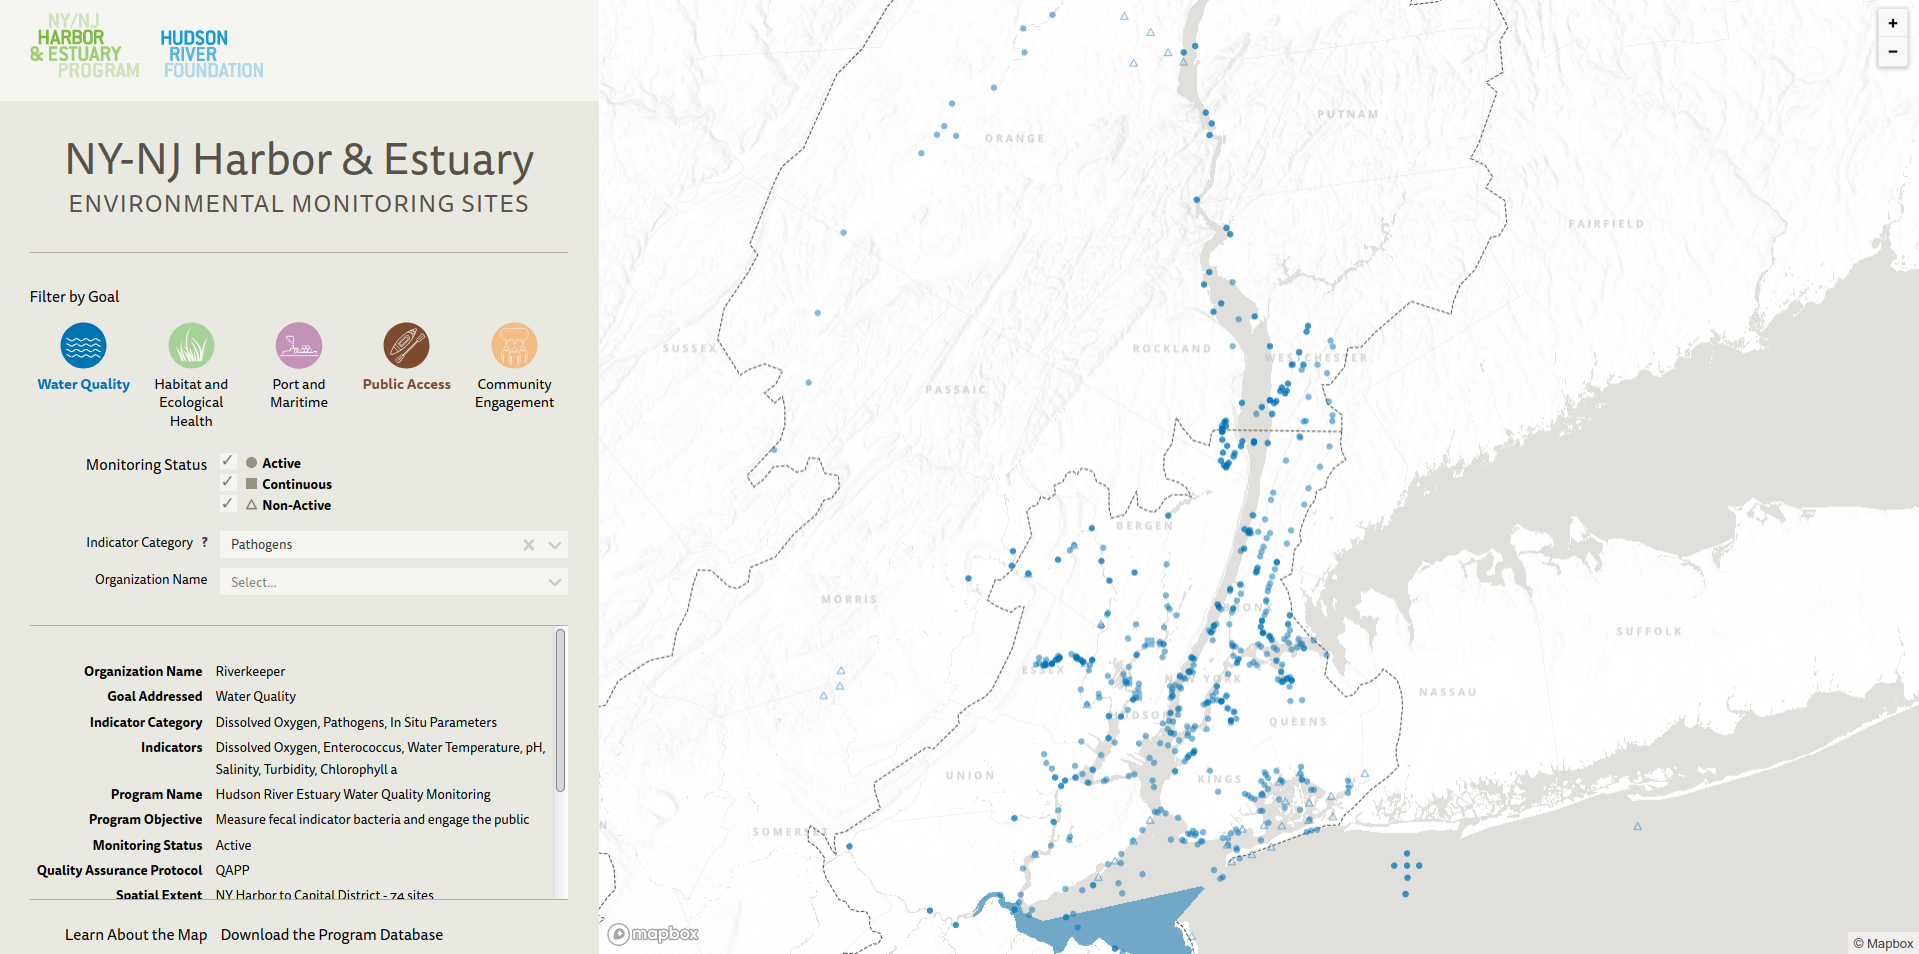 NY/NJ
HARBOR
& ESTUARY
PROGRAM
HUDSON
RIVER
FOUNDATION
NY-NJ Harbor & Estuary
ENVIRONMENTAL MONITORING SITES
Filter by Goal
Water Quality
Habitat and
Ecological
Health
Port and
Maritime
Public Access
Community
Engagement
Monitoring Status
Active
Continuous
Non-Active
Indicator Category ?
Pathogens
Organization Name
Select...
Organization Name Riverkeeper
Goal Addressed Water Quality
Indicator Category Dissolved Oxygen, Pathogens, In Situ Parameters
Indicators Dissolved Oxygen, Enterococcus, Water Temperature, pH,
Salinity, Turbidity, Chlorophyll a
Program Name Hudson River Estuary Water Quality Monitoring
Program Objective Measure fecal indicator bacteria and engage the public
Monitoring Status Active
Quality Assurance Protocol QAPP
Spatial Extent NY Harbor to Capital District - 74 sites
Learn About the Map Download the Program Database
+
−
PUTNAM
ORANGE
FAIRFIELD
SUSSEX
ROCKLAND
WESTCHESTER
PASSAIC
BERGEN
MORRIS
BRONX
SUFFOLK
ESSEX
NEW YORK
NASSAU
HUDSON
QUEENS
UNION
KINGS
SOMERSET
mapbox
© Mapbox